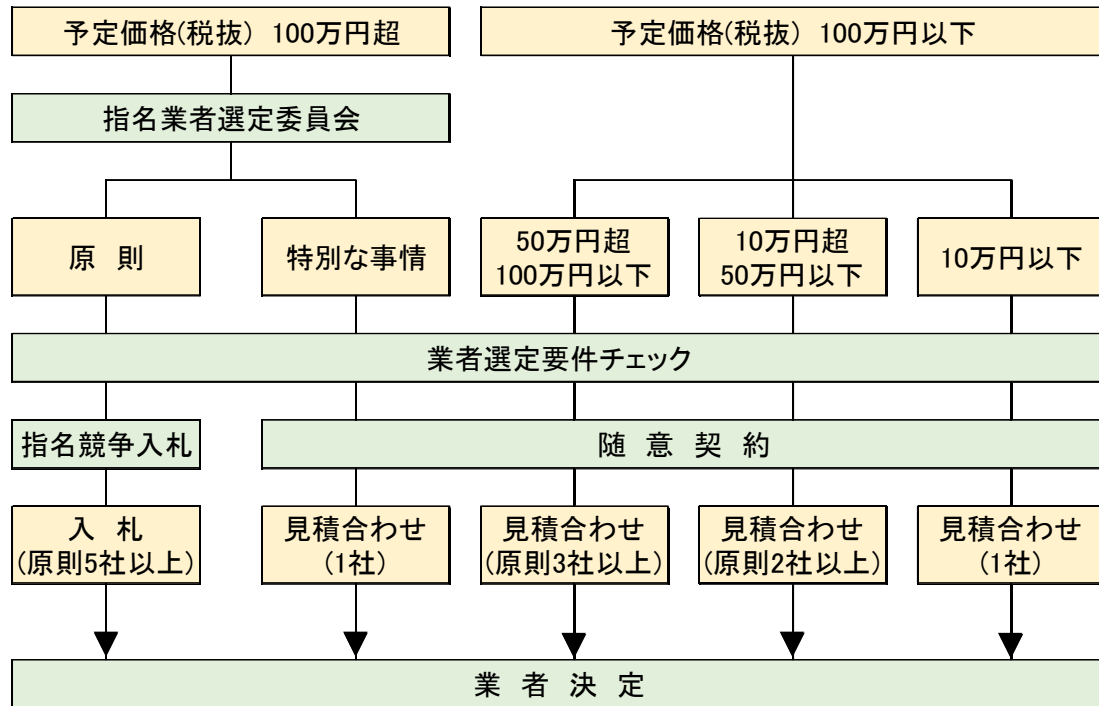 予定価格(税抜) 100万円超
予定価格(税抜) 100万円以下
指名業者選定委員会
原 則
特別な事情
50万円超
100万円以下
10万円超
50万円以下
10万円以下
業者選定要件チェック
指名競争入札
随 意 契 約
入 札
(原則5社以上)
見積合わせ
(1社)
見積合わせ
(原則3社以上)
見積合わせ
(原則2社以上)
見積合わせ
(1社)
業 者 決 定